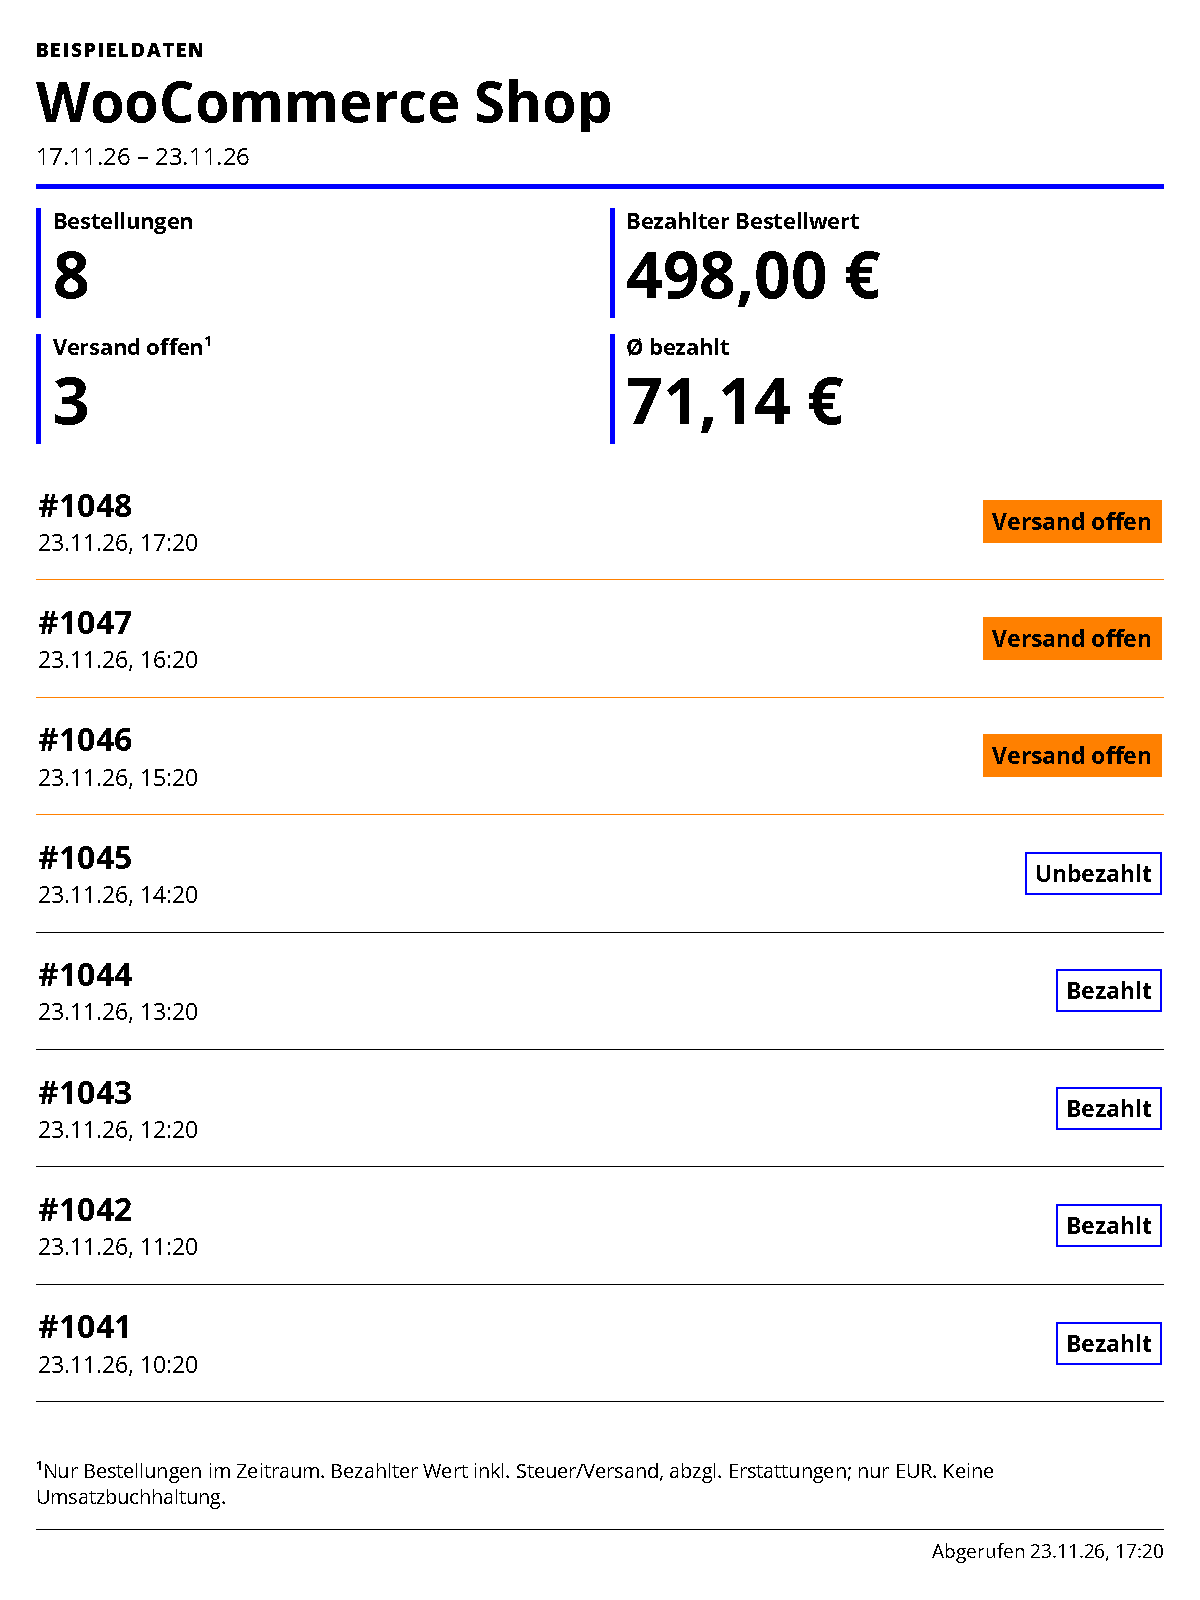 BEISPIELDATEN
WooCommerce Shop
17.11.26 – 23.11.26
Bestellungen
8
Bezahlter Bestellwert
498,00 €
Versand offen¹
3
Ø bezahlt
71,14 €
#1048
23.11.26, 17:20
Versand offen
#1047
23.11.26, 16:20
Versand offen
#1046
23.11.26, 15:20
Versand offen
#1045
23.11.26, 14:20
Unbezahlt
#1044
23.11.26, 13:20
Bezahlt
#1043
23.11.26, 12:20
Bezahlt
#1042
23.11.26, 11:20
Bezahlt
#1041
23.11.26, 10:20
Bezahlt
¹Nur Bestellungen im Zeitraum. Bezahlter Wert inkl. Steuer/Versand, abzgl. Erstattungen; nur EUR. Keine
Umsatzbuchhaltung.
Abgerufen 23.11.26, 17:20